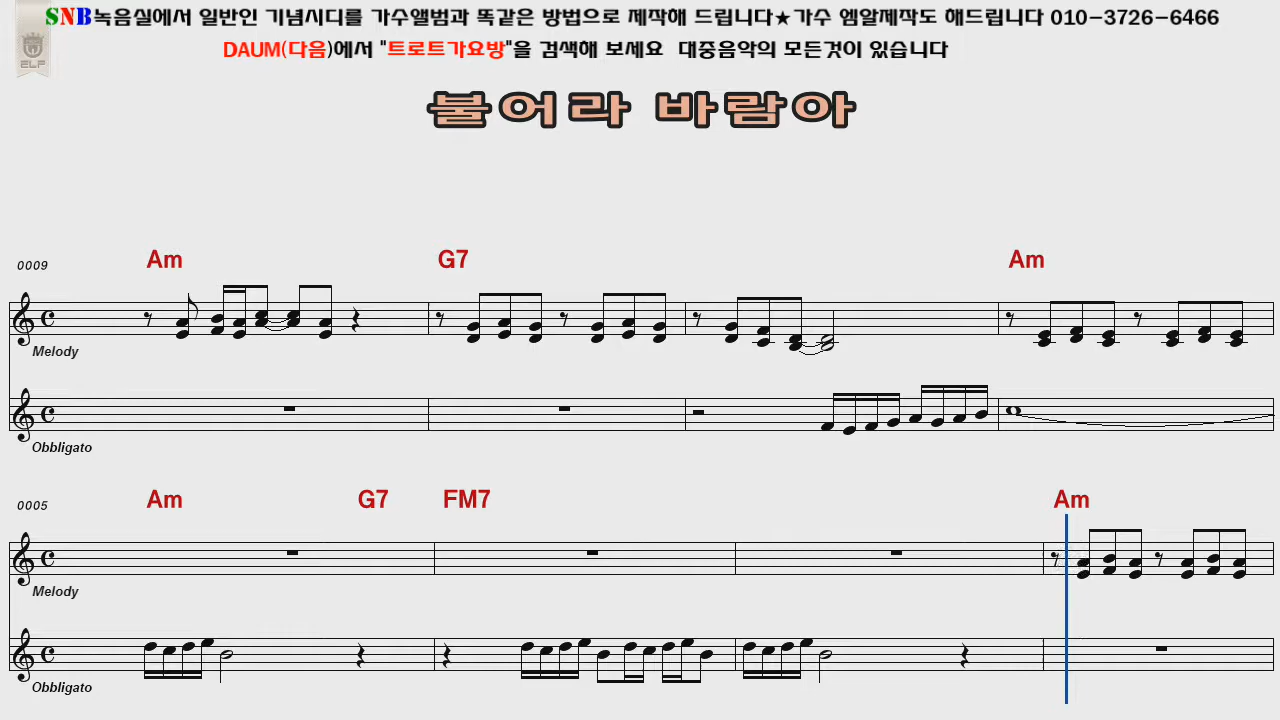 SNB녹음실에서 일반인 기념시디를 가수앨범과 똑같은 방법으로 제작해 드립니다★가수 엠알제작도 해드립니다 010-3726-6466
ELF
DAUM(다음)에서 "트로트가요방"을 검색해 보세요 대중음악의 모든것이 있습니다
불어라 바람아
0009 Am G7 Am
Melody
Obbligato
0005 Am G7 FM7 Am
Melody
Obbligato